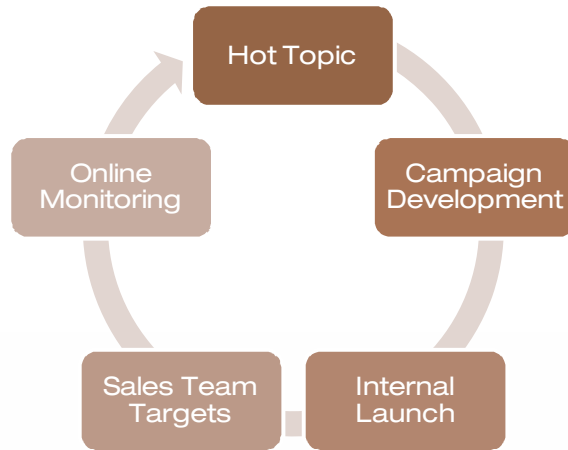 Hot Topic
Campaign
Development
Internal
Launch
Sales Team
Targets
Online
Monitoring